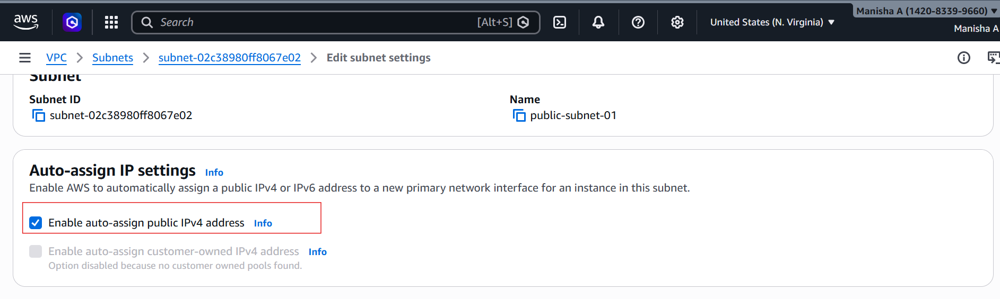 aws
Search
[Alt+S]
United States (N. Virginia)
Manisha A (1420-8339-9660)
Manisha A
VPC
Subnets
subnet-02c38980ff8067e02
Edit subnet settings
Subnet
Subnet ID
subnet-02c38980ff8067e02
Name
public-subnet-01
Auto-assign IP settings Info
Enable AWS to automatically assign a public IPv4 or IPv6 address to a new primary network interface for an instance in this subnet.
Enable auto-assign public IPv4 address Info
Enable auto-assign customer-owned IPv4 address Info
Option disabled because no customer owned pools found.